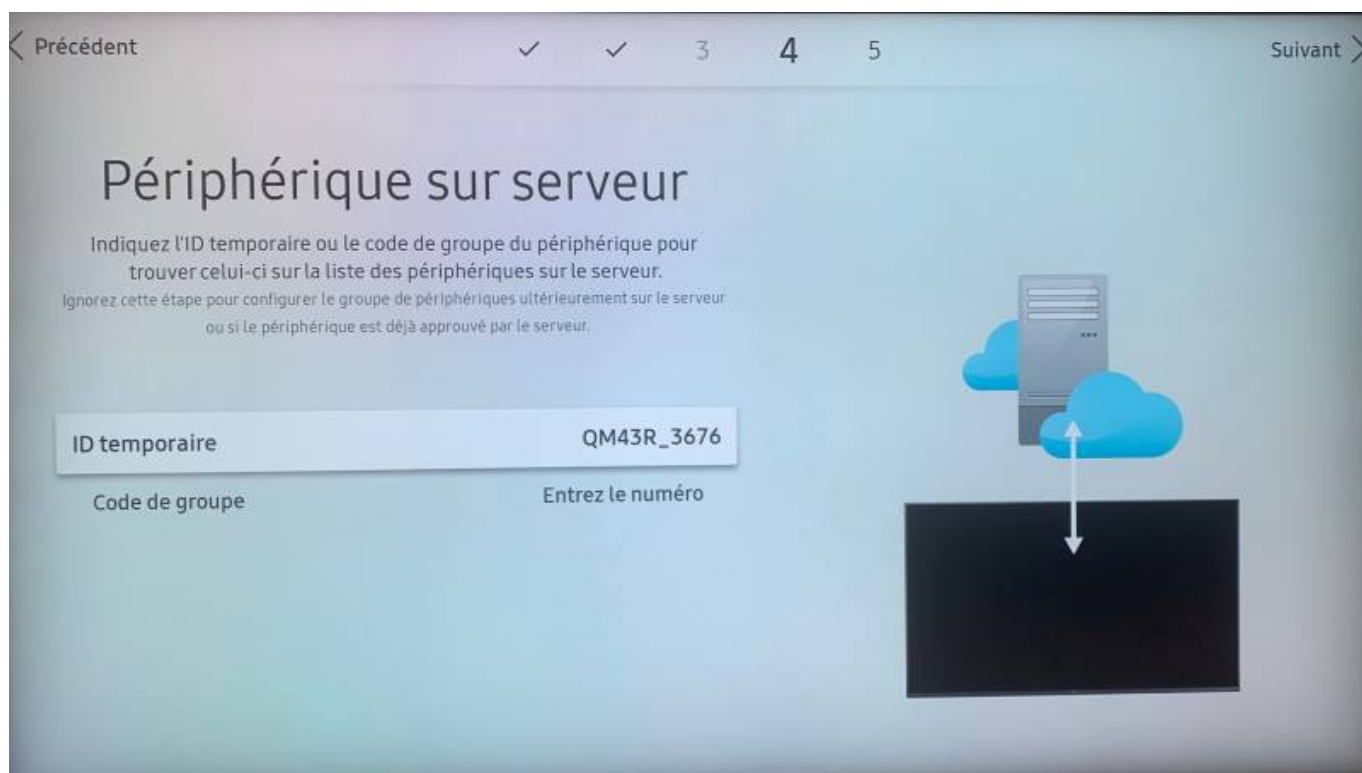 Précédent
3 4 5
Suivant
Périphérique sur serveur
Indiquez l'ID temporaire ou le code de groupe du périphérique pour
trouver celui-ci sur la liste des périphériques sur le serveur.
Ignorez cette étape pour configurer le groupe de périphériques ultérieurement sur le serveur
ou si le périphérique est déjà approuvé par le serveur.
ID temporaire QM43R_3676
Code de groupe Entrez le numéro